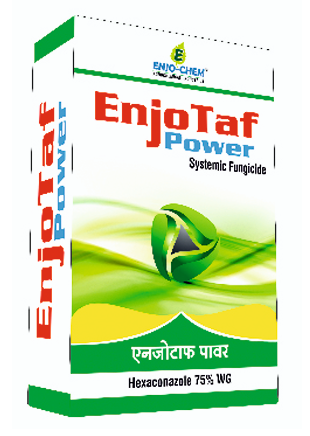 ENJO-CHEM
EnjoTaf
Power
Systemic Fungicide
एनजोटाफ पावर
Hexaconazole 75% WG
EnjoTaf
Power